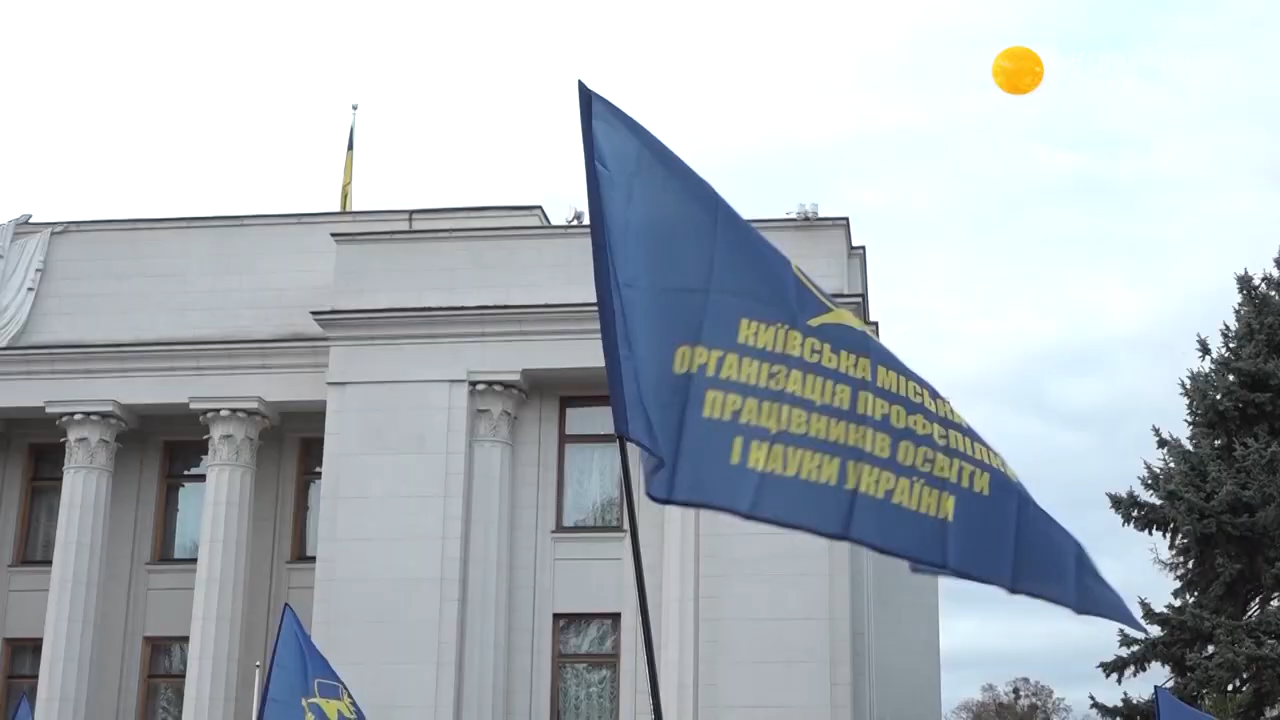 КИЇВСЬКА МІСЬКА
ОРГАНІЗАЦІЯ ПРОФСПІЛКИ
ПРАЦІВНИКІВ ОСВІТИ
І НАУКИ УКРАЇНИ